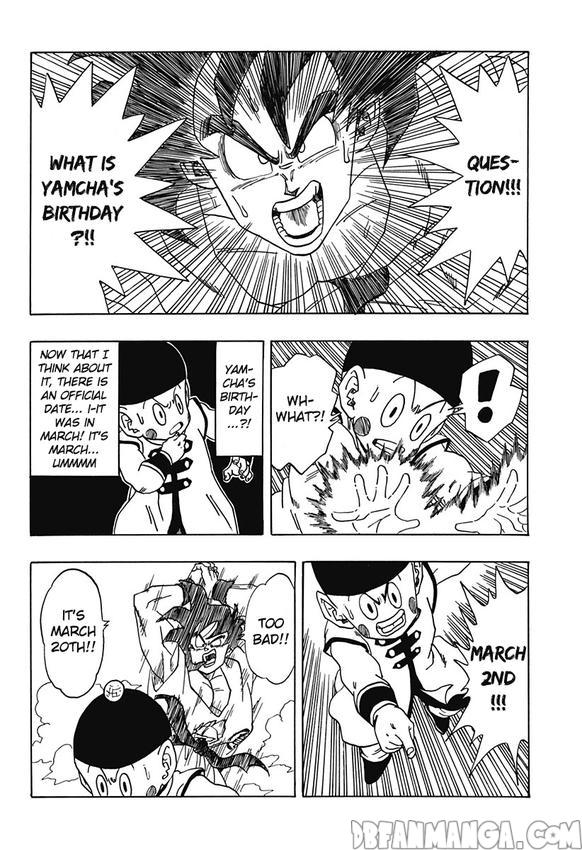 QUES-
TION!!!
WHAT IS
YAMCHA'S
BIRTHDAY
?!!
!
WH-
WHAT?!
YAM-
CHA'S
BIRTH-
DAY
...?!
NOW THAT I
THINK ABOUT
IT, THERE IS
AN OFFICIAL
DATE... I-IT
WAS IN
MARCH! IT'S
MARCH...
UMMMM
MARCH
2ND
!!!
TOO
BAD!!
IT'S
MARCH
20TH!!
DBFANMANGA.COM